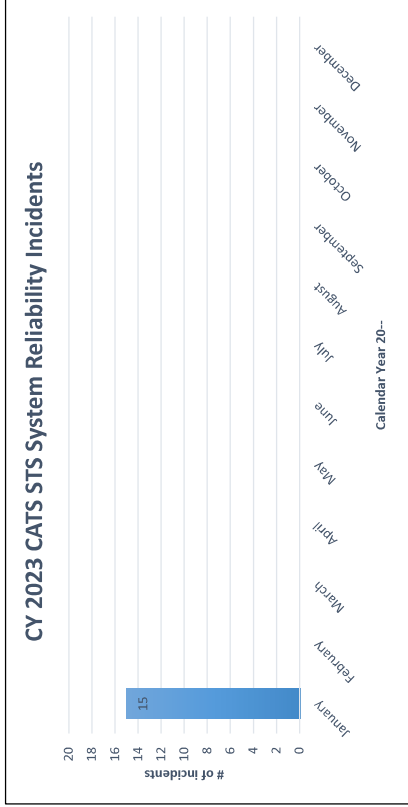 CY 2023 CATS STS System Reliability Incidents
# of incidents
20
18
16
14
12
10
8
6
4
2
0
15
January
February
March
April
May
June
July
August
September
October
November
December
Calendar Year 20--